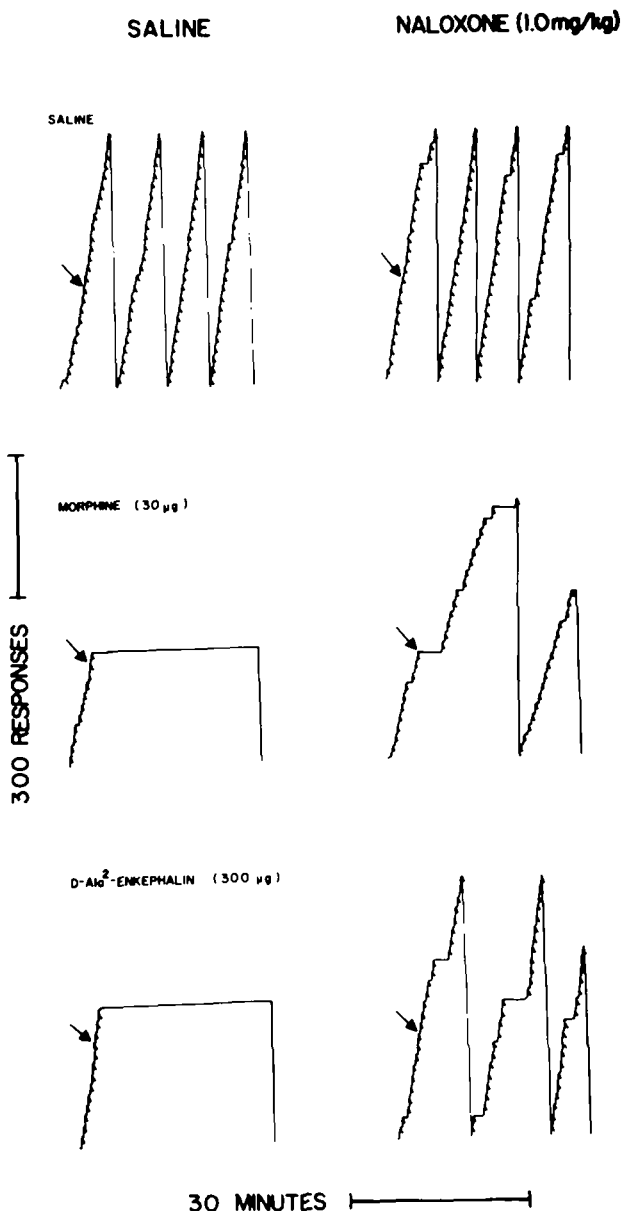 SALINE
NALOXONE (1.0mg/kg)
SALINE
MORPHINE (30 µg)
300 RESPONSES
D-Ala²-ENKEPHALIN (300 µg)
30 MINUTES